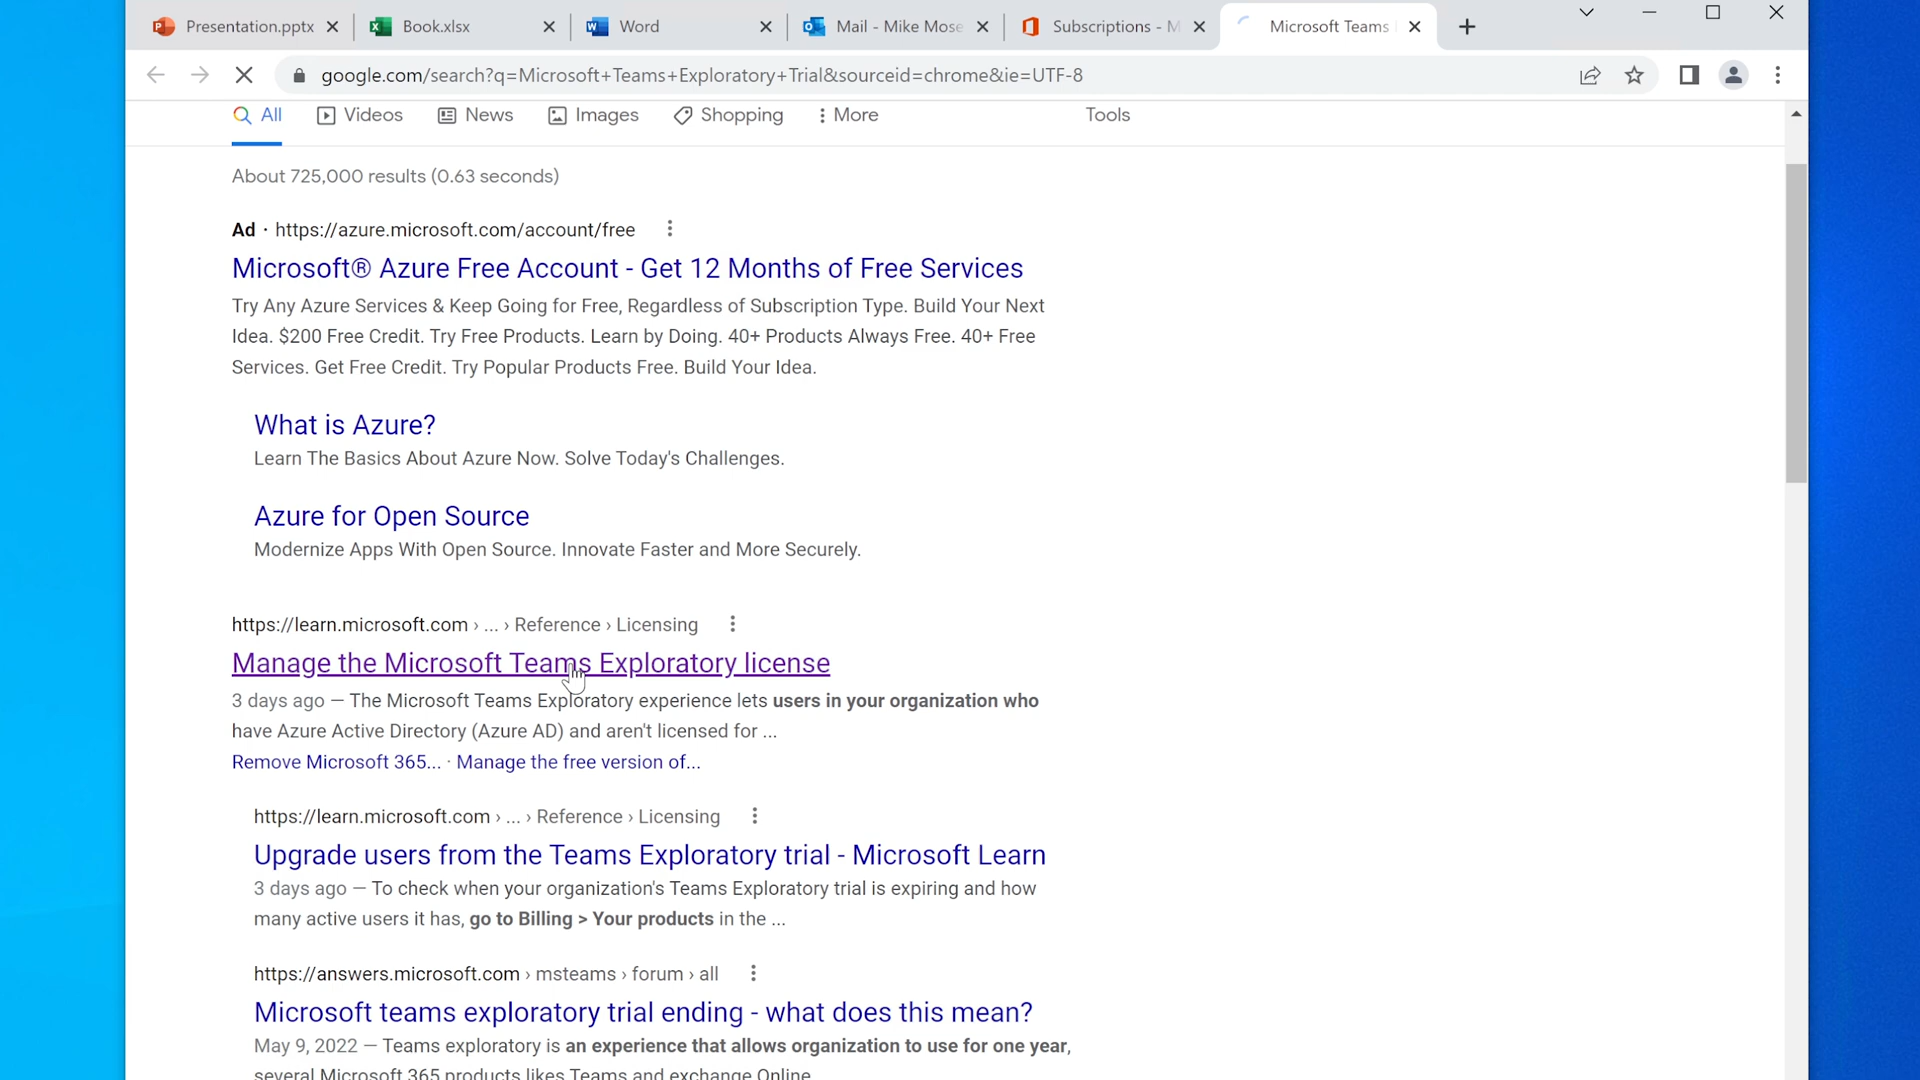 Presentation.pptx
Book.xlsx
Word
Mail - Mike Mose
Subscriptions - M
Microsoft Teams
google.com/search?q=Microsoft+Teams+Exploratory+Trial&sourceid=chrome&ie=UTF-8
All
Videos
News
Images
Shopping
More
Tools
About 725,000 results (0.63 seconds)
Ad · https://azure.microsoft.com/account/free
Microsoft® Azure Free Account - Get 12 Months of Free Services
Try Any Azure Services & Keep Going for Free, Regardless of Subscription Type. Build Your Next
Idea. $200 Free Credit. Try Free Products. Learn by Doing. 40+ Products Always Free. 40+ Free
Services. Get Free Credit. Try Popular Products Free. Build Your Idea.
What is Azure?
Learn The Basics About Azure Now. Solve Today's Challenges.
Azure for Open Source
Modernize Apps With Open Source. Innovate Faster and More Securely.
https://learn.microsoft.com › ... › Reference › Licensing
Manage the Microsoft Teams Exploratory license
3 days ago — The Microsoft Teams Exploratory experience lets users in your organization who
have Azure Active Directory (Azure AD) and aren't licensed for ...
Remove Microsoft 365... · Manage the free version of...
https://learn.microsoft.com › ... › Reference › Licensing
Upgrade users from the Teams Exploratory trial - Microsoft Learn
3 days ago — To check when your organization's Teams Exploratory trial is expiring and how
many active users it has, go to Billing > Your products in the ...
https://answers.microsoft.com › msteams › forum › all
Microsoft teams exploratory trial ending - what does this mean?
May 9, 2022 — Teams exploratory is an experience that allows organization to use for one year,
several Microsoft 365 products likes Teams and exchange Online